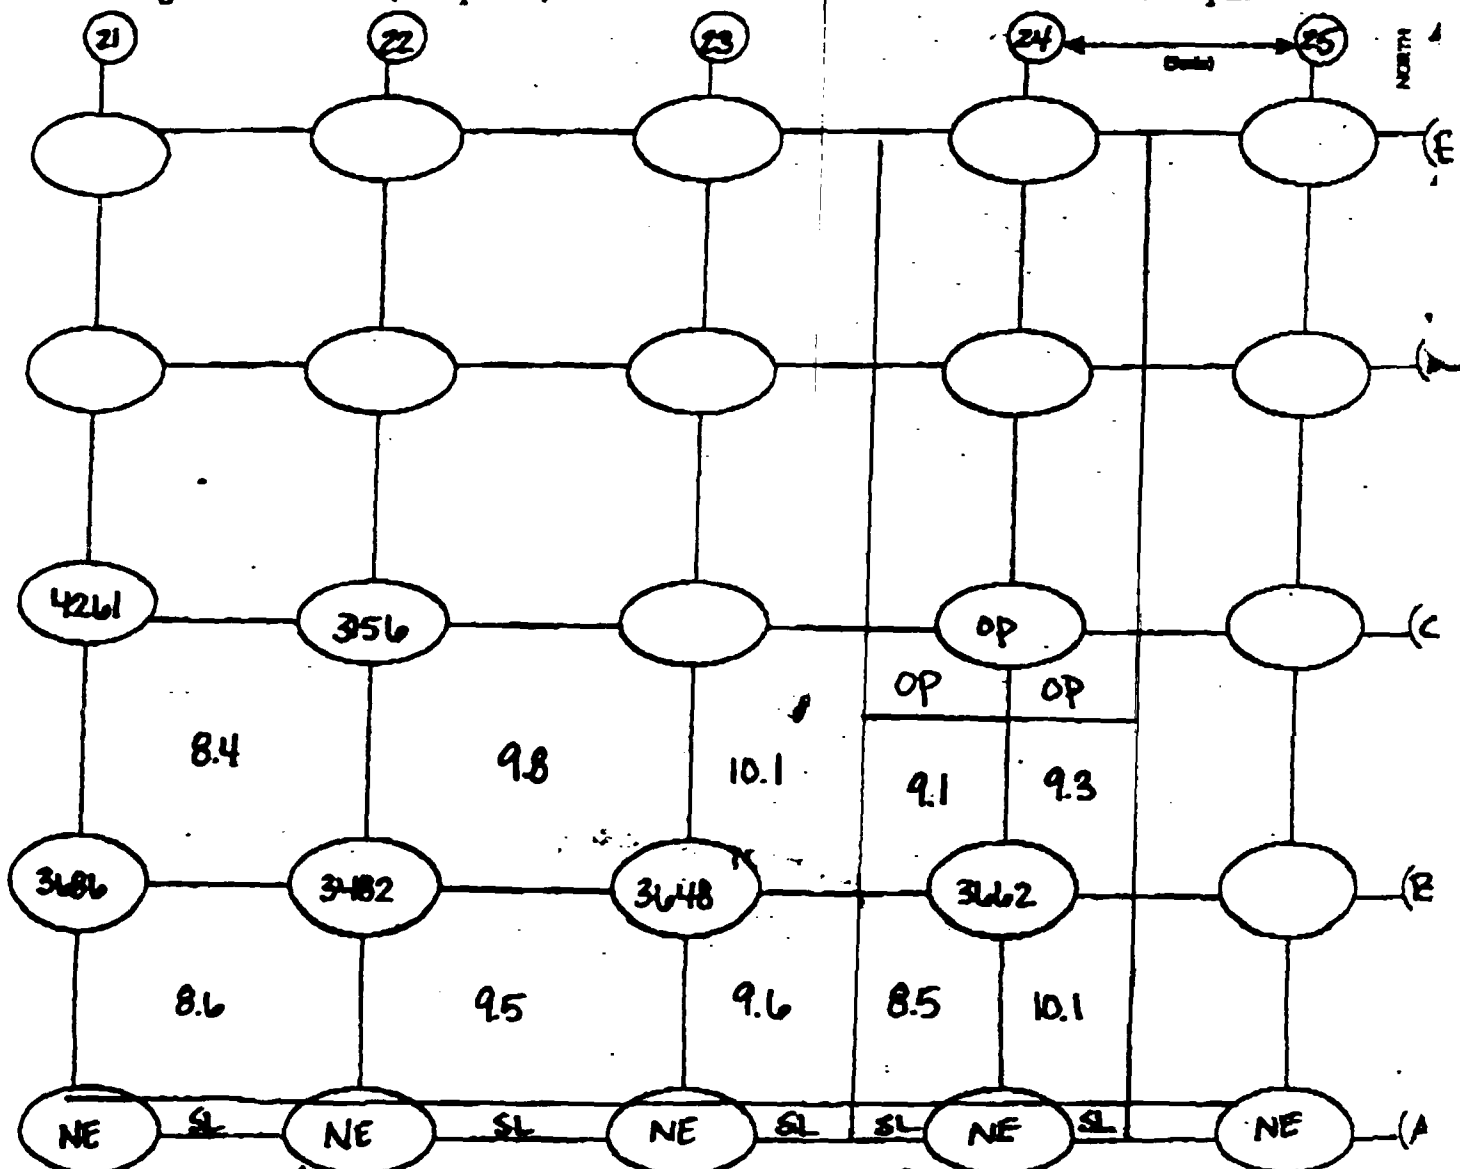 21 22 23 24 25
NORTH
E
4261 3156 OP C
OP OP
8.4 9.8 10.1 9.1 9.3
3686 3482 3648 3662 B
8.6 9.5 9.6 8.5 10.1
NE SL NE SL NE SL SL NE SL NE A